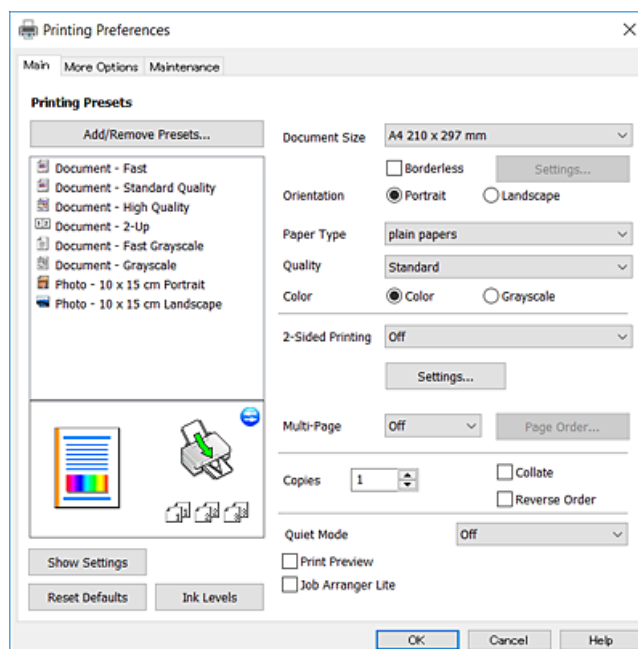 Printing Preferences
Main More Options Maintenance
Printing Presets
Add/Remove Presets...
Document - Fast
Document - Standard Quality
Document - High Quality
Document - 2-Up
Document - Fast Grayscale
Document - Grayscale
Photo - 10 x 15 cm Portrait
Photo - 10 x 15 cm Landscape
Show Settings
Reset Defaults Ink Levels
Document Size A4 210 x 297 mm
Borderless Settings...
Orientation Portrait Landscape
Paper Type plain papers
Quality Standard
Color Color Grayscale
2-Sided Printing Off
Settings...
Multi-Page Off Page Order...
Copies 1 Collate
Reverse Order
Quiet Mode Off
Print Preview
Job Arranger Lite
OK Cancel Help